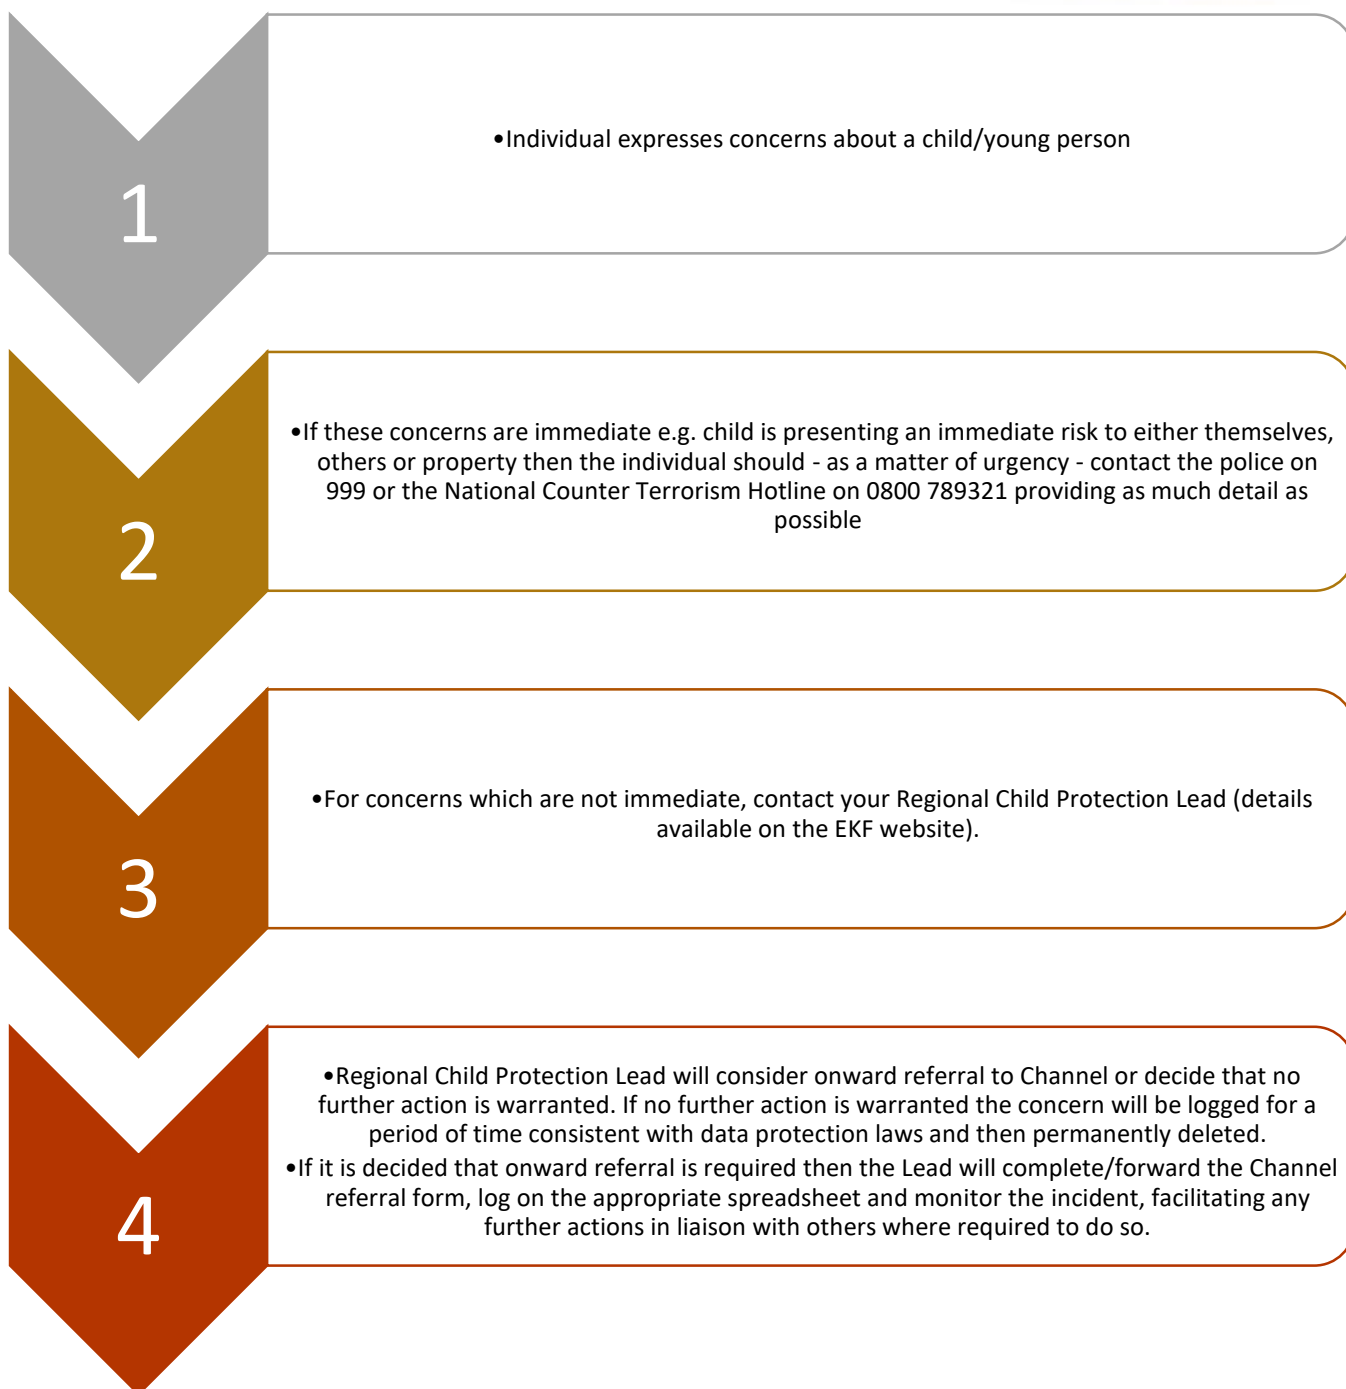 1
•Individual expresses concerns about a child/young person
2
•If these concerns are immediate e.g. child is presenting an immediate risk to either themselves,
others or property then the individual should - as a matter of urgency - contact the police on
999 or the National Counter Terrorism Hotline on 0800 789321 providing as much detail as
possible
3
•For concerns which are not immediate, contact your Regional Child Protection Lead (details
available on the EKF website).
4
•Regional Child Protection Lead will consider onward referral to Channel or decide that no
further action is warranted. If no further action is warranted the concern will be logged for a
period of time consistent with data protection laws and then permanently deleted.
•If it is decided that onward referral is required then the Lead will complete/forward the Channel
referral form, log on the appropriate spreadsheet and monitor the incident, facilitating any
further actions in liaison with others where required to do so.